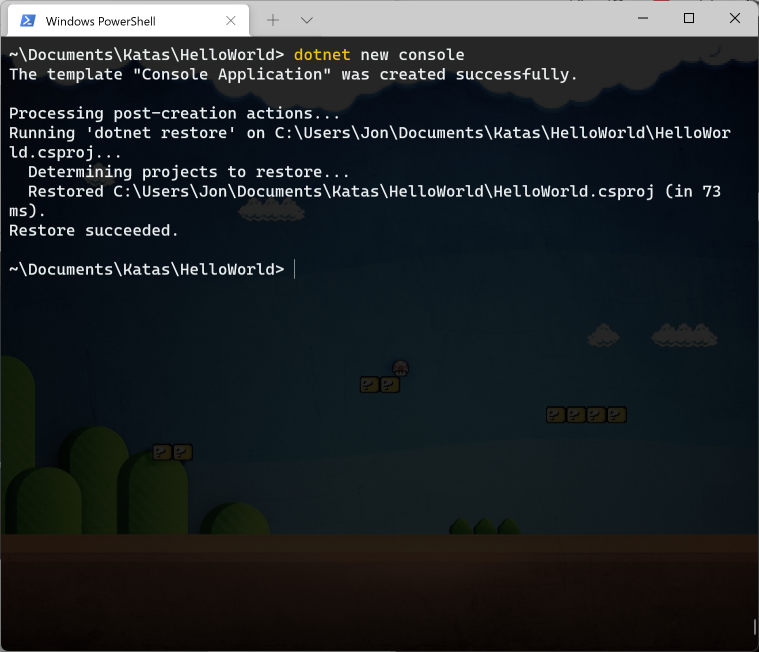 Windows PowerShell
~\Documents\Katas\HelloWorld> dotnet new console
The template "Console Application" was created successfully.
Processing post-creation actions...
Running 'dotnet restore' on C:\Users\Jon\Documents\Katas\HelloWorld\HelloWor
ld.csproj...
  Determining projects to restore...
  Restored C:\Users\Jon\Documents\Katas\HelloWorld\HelloWorld.csproj (in 73
ms).
Restore succeeded.
~\Documents\Katas\HelloWorld>